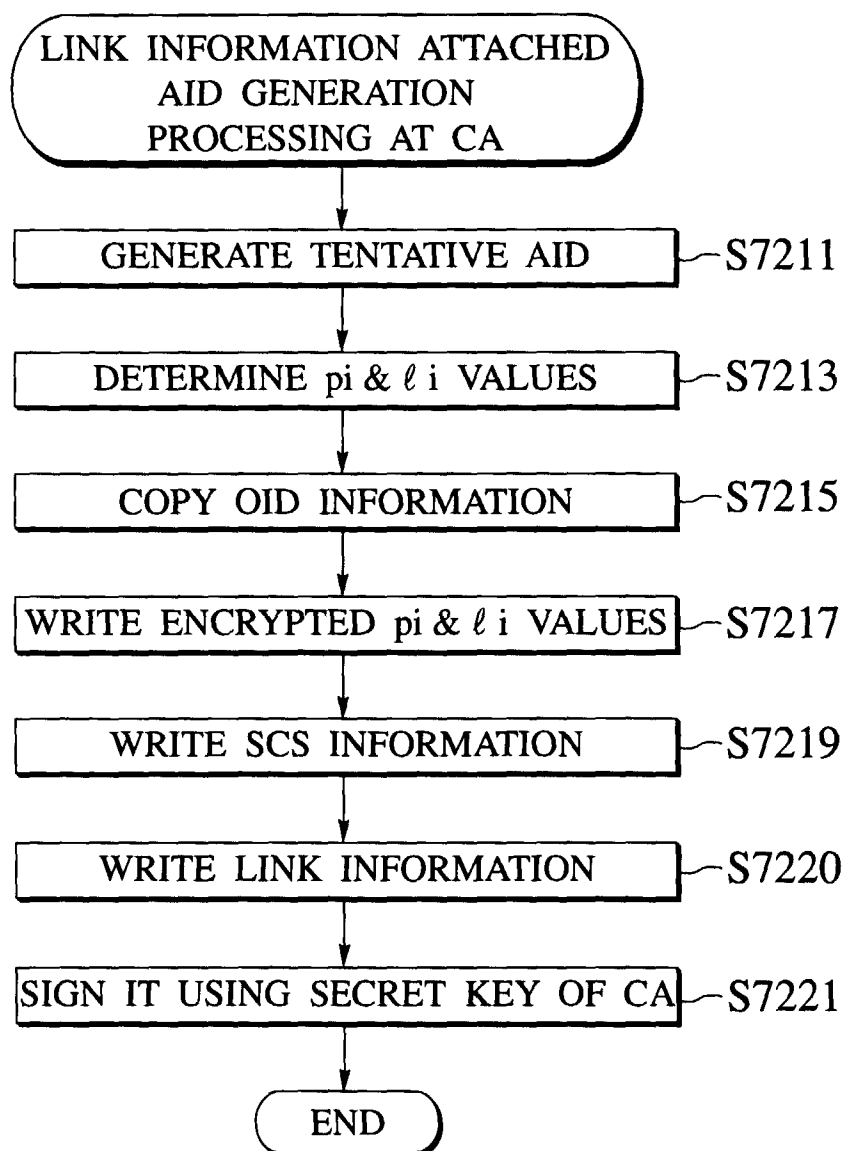 LINK INFORMATION ATTACHED
AID GENERATION
PROCESSING AT CA
GENERATE TENTATIVE AID
S7211
DETERMINE pi & ℓ i VALUES
S7213
COPY OID INFORMATION
S7215
WRITE ENCRYPTED pi & ℓ i VALUES
S7217
WRITE SCS INFORMATION
S7219
WRITE LINK INFORMATION
S7220
SIGN IT USING SECRET KEY OF CA
S7221
END